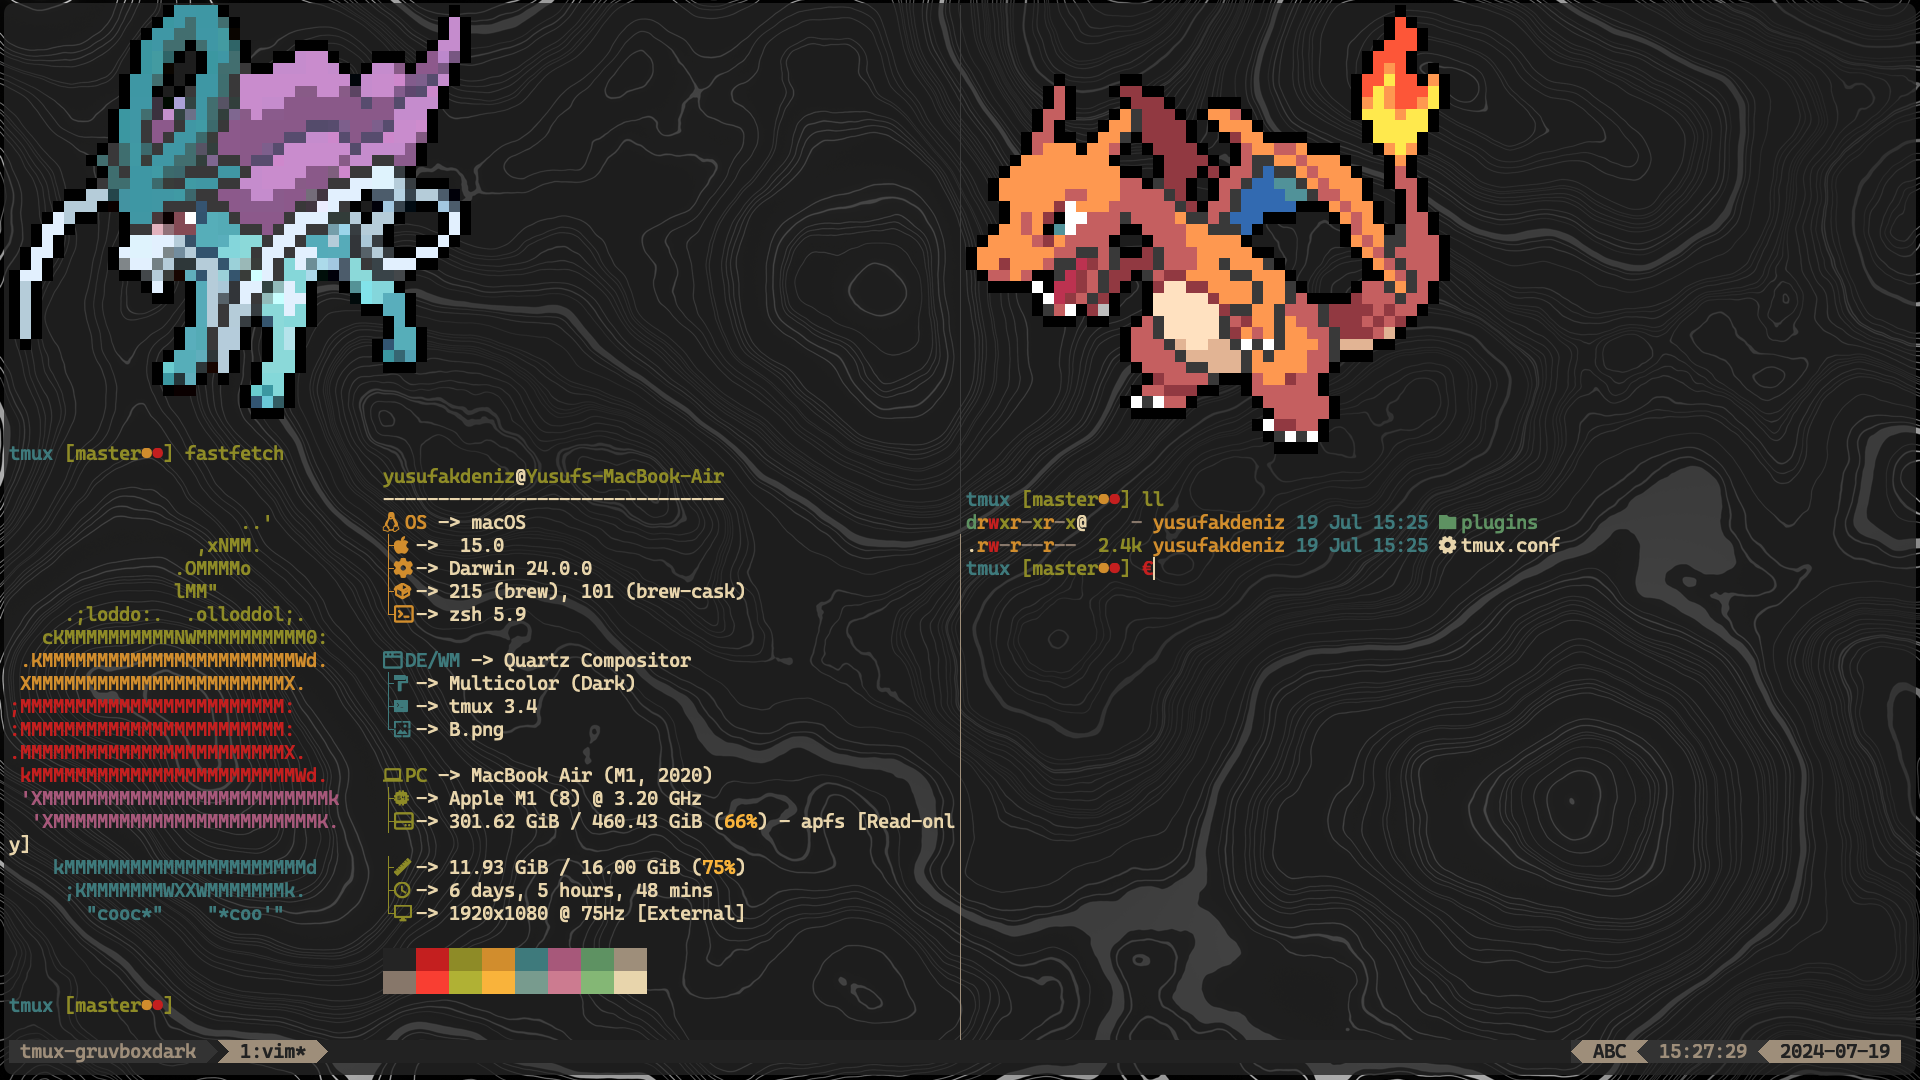 tmux [master●●] fastfetch
yusufakdeniz@Yusufs-MacBook-Air
-------------------------------
..'
,xNMM.
.OMMMMo
lMM"
.;loddo:.  .olloddol;.
cKMMMMMMMMMMNWMMMMMMMMMM0:
.KMMMMMMMMMMMMMMMMMMMMMMMWd.
XMMMMMMMMMMMMMMMMMMMMMMMX.
;MMMMMMMMMMMMMMMMMMMMMMMM:
:MMMMMMMMMMMMMMMMMMMMMMMM:
.MMMMMMMMMMMMMMMMMMMMMMMMX.
kMMMMMMMMMMMMMMMMMMMMMMMMWd.
'XMMMMMMMMMMMMMMMMMMMMMMMMMMk
'XMMMMMMMMMMMMMMMMMMMMMMMMK.
kMMMMMMMMMMMMMMMMMMMMMMd
;KMMMMMMMWXXWMMMMMMMk.
"cooc*"    "*coo'"
OS -> macOS
-> 15.0
-> Darwin 24.0.0
-> 215 (brew), 101 (brew-cask)
-> zsh 5.9
DE/WM -> Quartz Compositor
-> Multicolor (Dark)
-> tmux 3.4
-> B.png
PC -> MacBook Air (M1, 2020)
-> Apple M1 (8) @ 3.20 GHz
-> 301.62 GiB / 460.43 GiB (66%) - apfs [Read-onl
y]
-> 11.93 GiB / 16.00 GiB (75%)
-> 6 days, 5 hours, 48 mins
-> 1920x1080 @ 75Hz [External]
tmux [master●●]
tmux [master●●] ll
drwxr-xr-x@    - yusufakdeniz 19 Jul 15:25 plugins
.rw-r--r--  2.4k yusufakdeniz 19 Jul 15:25 tmux.conf
tmux [master●●] €
tmux-gruvboxdark 1:vim* ABC 15:27:29 2024-07-19